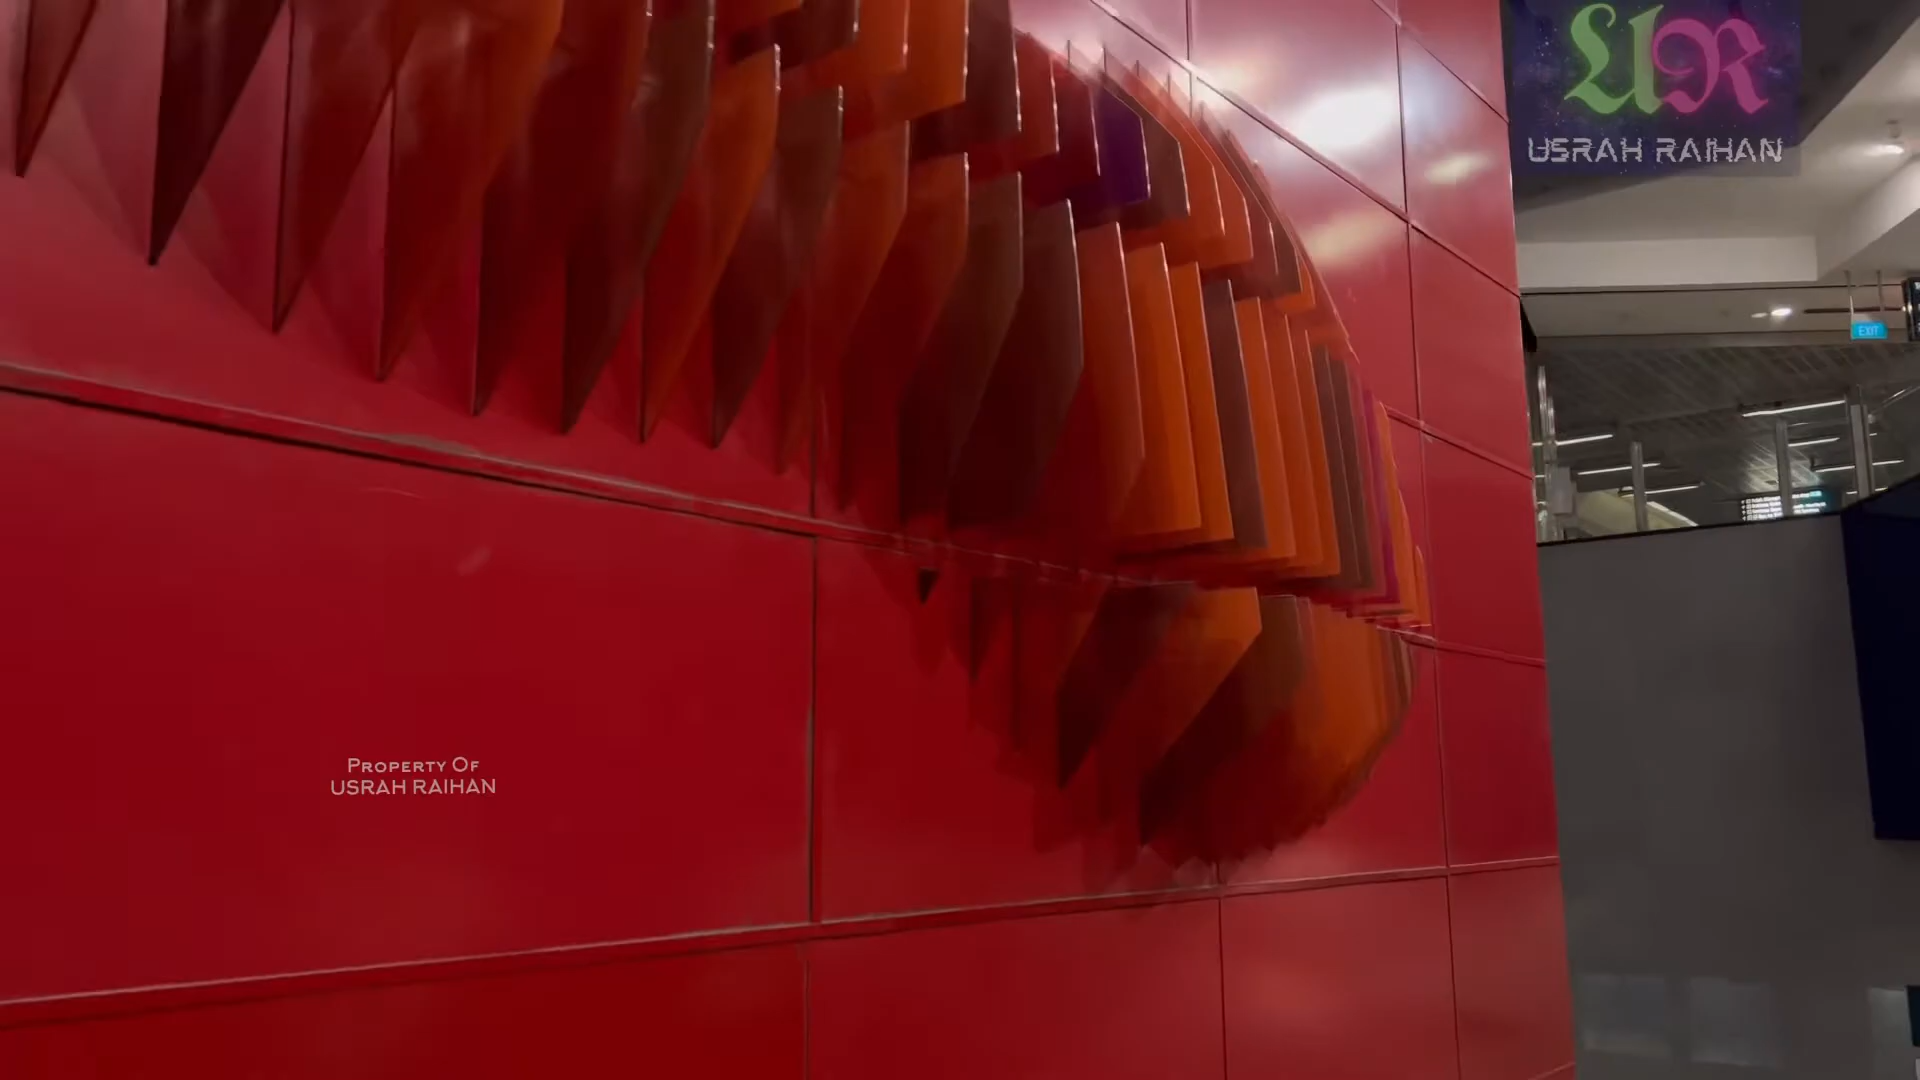 UR
USRAH RAIHAN
EXIT
PROPERTY OF
USRAH RAIHAN